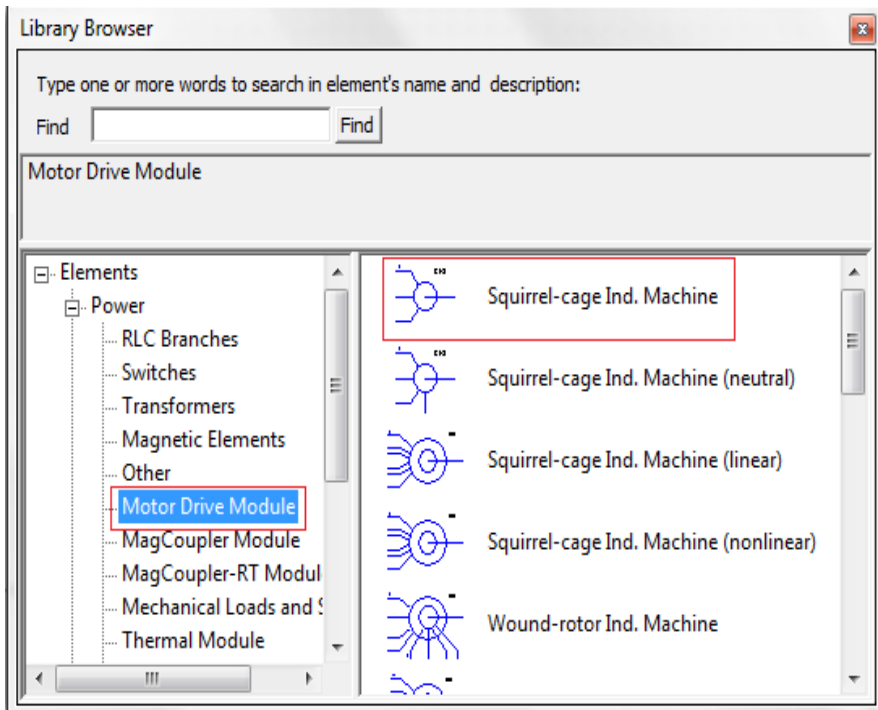 Library Browser
Type one or more words to search in element's name and description:
Find
Find
Motor Drive Module
Elements
Power
RLC Branches
Switches
Transformers
Magnetic Elements
Other
Motor Drive Module
MagCoupler Module
MagCoupler-RT Modul
Mechanical Loads and S
Thermal Module
Squirrel-cage Ind. Machine
Squirrel-cage Ind. Machine (neutral)
Squirrel-cage Ind. Machine (linear)
Squirrel-cage Ind. Machine (nonlinear)
Wound-rotor Ind. Machine